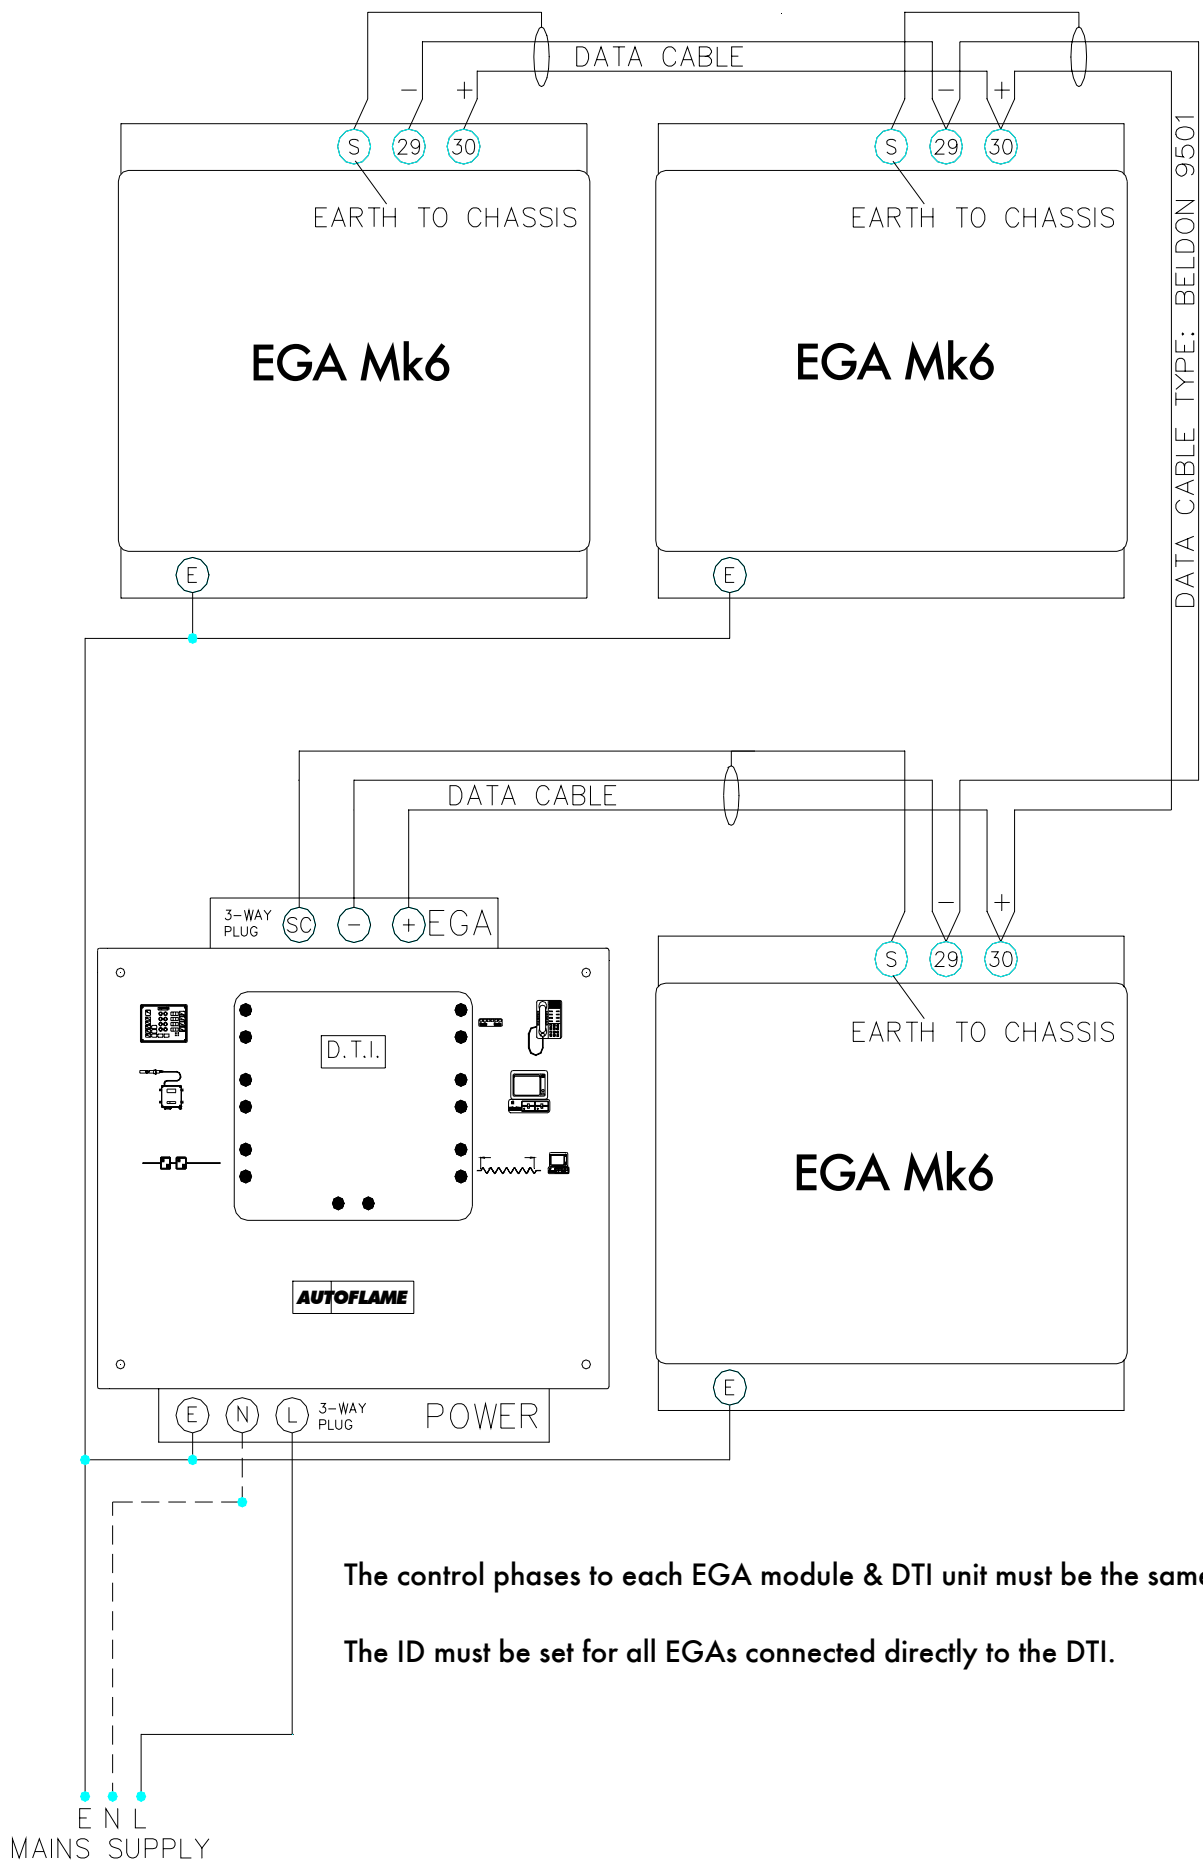 DATA CABLE
− + − +
S 29 30 S 29 30
EARTH TO CHASSIS EARTH TO CHASSIS
DATA CABLE TYPE: BELDON 9501
EGA Mk6 EGA Mk6
E E
DATA CABLE
3-WAY
PLUG
SC − + EGA
− +
S 29 30
EARTH TO CHASSIS
D.T.I.
EGA Mk6
AUTOFLAME
E
E N L
3-WAY
PLUG
POWER
The control phases to each EGA module & DTI unit must be the same
The ID must be set for all EGAs connected directly to the DTI.
E N L
MAINS SUPPLY